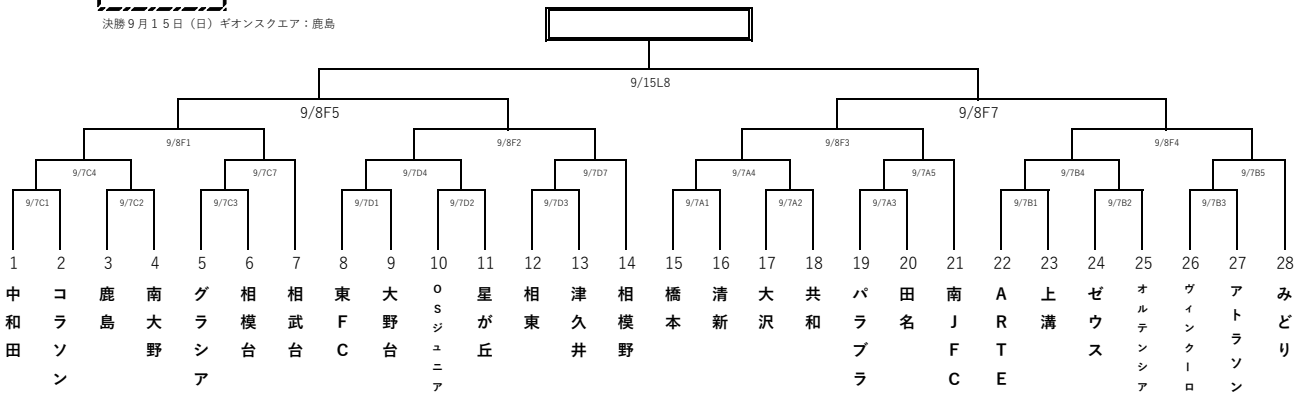 決勝９月１５日（日）ギオンスクエア：鹿島
9/15L8
9/8F5 9/8F7
9/8F1 9/8F2 9/8F3 9/8F4
9/7C4 9/7C7 9/7D4 9/7D7 9/7A4 9/7A5 9/7B4 9/7B5
9/7C1 9/7C2 9/7C3 9/7D1 9/7D2 9/7D3 9/7A1 9/7A2 9/7A3 9/7B1 9/7B2 9/7B3
1 2 3 4 5 6 7 8 9 10 11 12 13 14 15 16 17 18 19 20 21 22 23 24 25 26 27 28
中和田
コラソン
鹿島
南大野
グラシア
相模台
相武台
東FC
大野台
OSジュニア
星が丘
相東
津久井
相模野
橋本
清新
大沢
共和
パラブラ
田名
南JFC
ARTE
上溝
ゼウス
オルテンシア
ヴィンクーロ
アトラソン
みどり